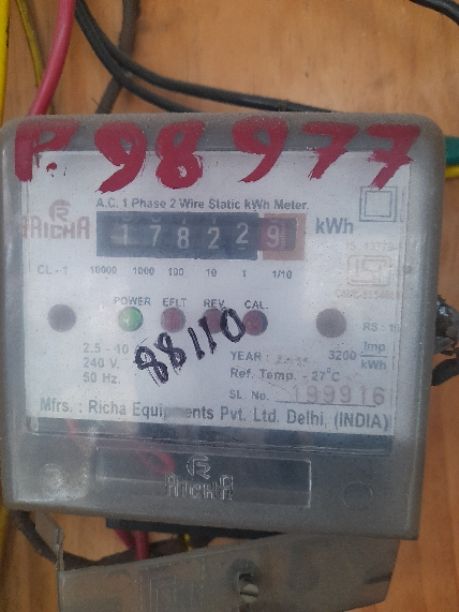 P. 98977
A.C. 1 Phase 2 Wire Static kWh Meter.
RICHA
178229 kWh
CL - 1 10000 1000 100 10 1 1/10
POWER EFLT REV. CAL.
88110
2.5 - 10 A
240 V.
50 Hz.
YEAR :
3200 Imp/kWh
Ref. Temp. - 27°C
SL No. 199916
Mfrs. : Richa Equipments Pvt. Ltd. Delhi, (INDIA)
RICHA